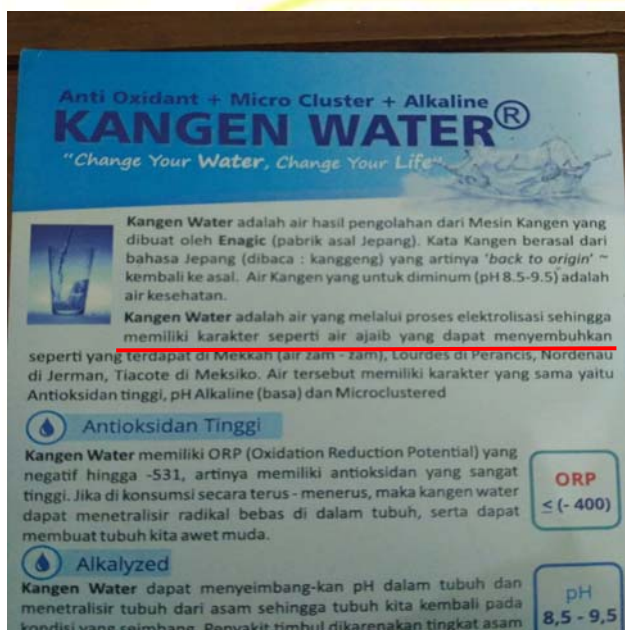 Anti Oxidant + Micro Cluster + Alkaline
KANGEN WATER®
"Change Your Water, Change Your Life"
Kangen Water adalah air hasil pengolahan dari Mesin Kangen yang
dibuat oleh Enagic (pabrik asal Jepang). Kata Kangen berasal dari
bahasa Jepang (dibaca : kanggeng) yang artinya 'back to origin' ~
kembali ke asal. Air Kangen yang untuk diminum (pH 8.5-9.5) adalah
air kesehatan.
Kangen Water adalah air yang melalui proses elektrolisasi sehingga
memiliki karakter seperti air ajaib yang dapat menyembuhkan
seperti yang terdapat di Mekkah (air zam - zam), Lourdes di Perancis, Nordenau
di Jerman, Tiacote di Meksiko. Air tersebut memiliki karakter yang sama yaitu
Antioksidan tinggi, pH Alkaline (basa) dan Microclustered
Antioksidan Tinggi
Kangen Water memiliki ORP (Oxidation Reduction Potential) yang
negatif hingga -531, artinya memiliki antioksidan yang sangat
tinggi. Jika di konsumsi secara terus - menerus, maka kangen water
dapat menetralisir radikal bebas di dalam tubuh, serta dapat
membuat tubuh kita awet muda.
ORP
≤ (- 400)
Alkalyzed
Kangen Water dapat menyeimbang-kan pH dalam tubuh dan
menetralisir tubuh dari asam sehingga tubuh kita kembali pada
kondisi yang seimbang. Penyakit timbul dikarenakan tingkat asam
pH
8,5 - 9,5